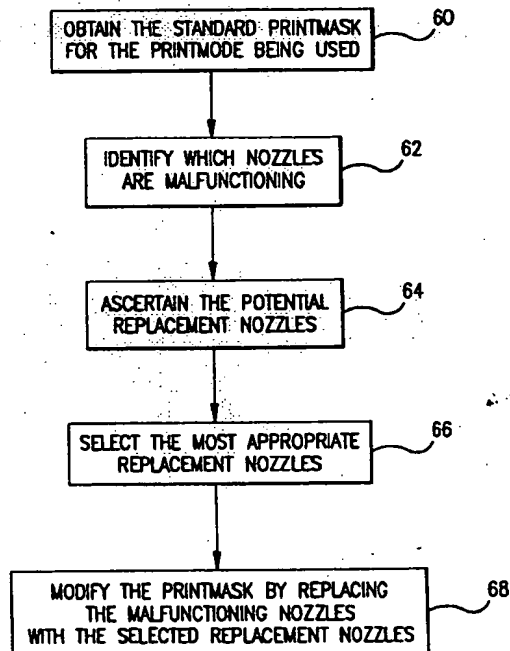 OBTAIN THE STANDARD PRINTMASK
FOR THE PRINTMODE BEING USED
60
IDENTIFY WHICH NOZZLES
ARE MALFUNCTIONING
62
ASCERTAIN THE POTENTIAL
REPLACEMENT NOZZLES
64
SELECT THE MOST APPROPRIATE
REPLACEMENT NOZZLES
66
MODIFY THE PRINTMASK BY REPLACING
THE MALFUNCTIONING NOZZLES
WITH THE SELECTED REPLACEMENT NOZZLES
68